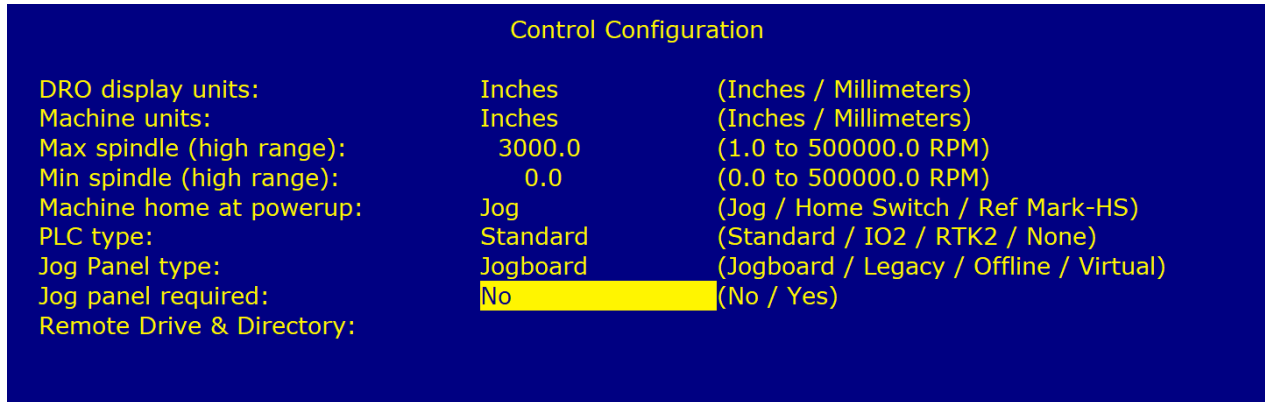 Control Configuration
DRO display units: Inches (Inches / Millimeters)
Machine units: Inches (Inches / Millimeters)
Max spindle (high range): 3000.0 (1.0 to 500000.0 RPM)
Min spindle (high range): 0.0 (0.0 to 500000.0 RPM)
Machine home at powerup: Jog (Jog / Home Switch / Ref Mark-HS)
PLC type: Standard (Standard / IO2 / RTK2 / None)
Jog Panel type: Jogboard (Jogboard / Legacy / Offline / Virtual)
Jog panel required: No (No / Yes)
Remote Drive & Directory: